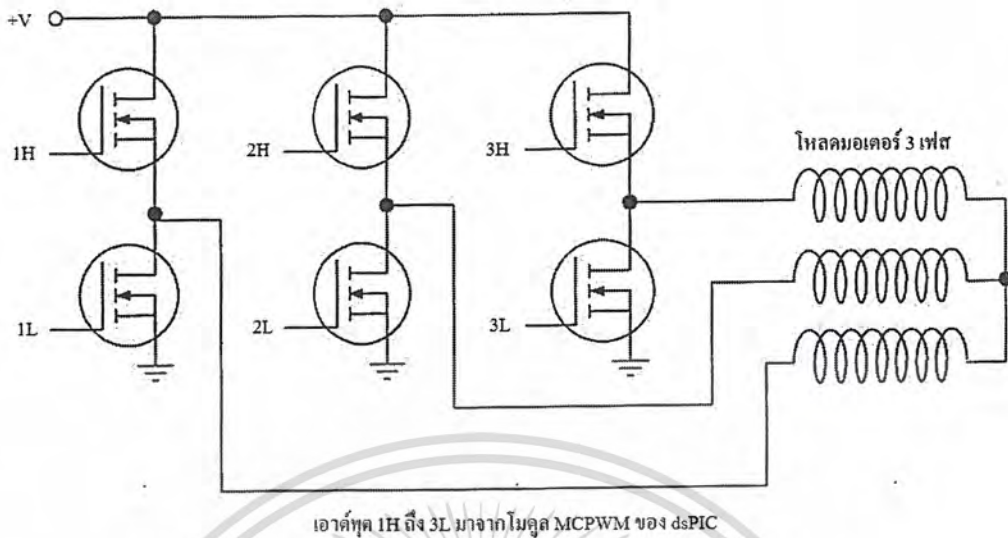 +V
1H
2H
3H
โหลดมอเตอร์ 3 เฟส
1L
2L
3L
เอาต์พุต 1H ถึง 3L มาจากโมดูล MCPWM ของ dsPIC